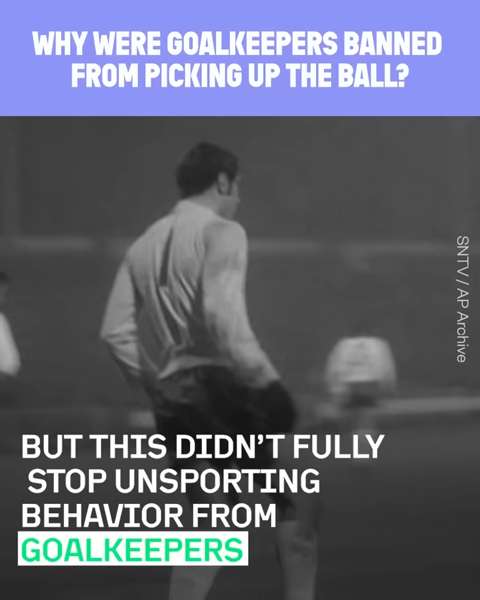 WHY WERE GOALKEEPERS BANNED
FROM PICKING UP THE BALL?
SNTV / AP Archive
BUT THIS DIDN'T FULLY
STOP UNSPORTING
BEHAVIOR FROM
GOALKEEPERS